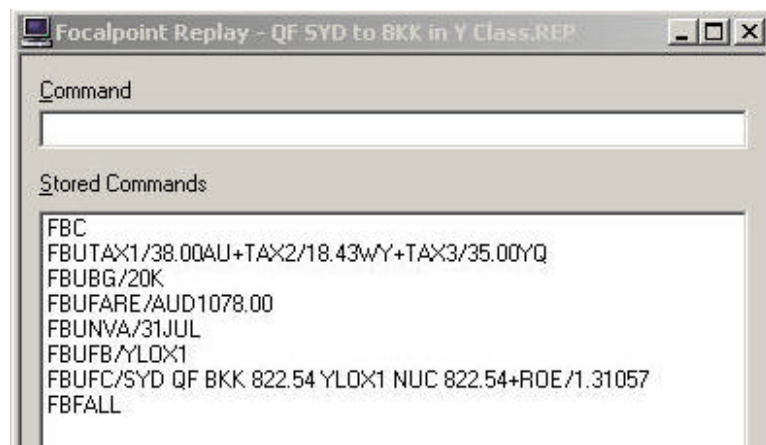 Focalpoint Replay - QF SYD to BKK in Y Class.REP
Command
Stored Commands
FBC
FBUTAX1/38.00AU+TAX2/18.43WY+TAX3/35.00YQ
FBUBG/20K
FBUFARE/AUD1078.00
FBUNVA/31JUL
FBUFB/YLOX1
FBUFC/SYD QF BKK 822.54 YLOX1 NUC 822.54+ROE/1.31057
FBFALL